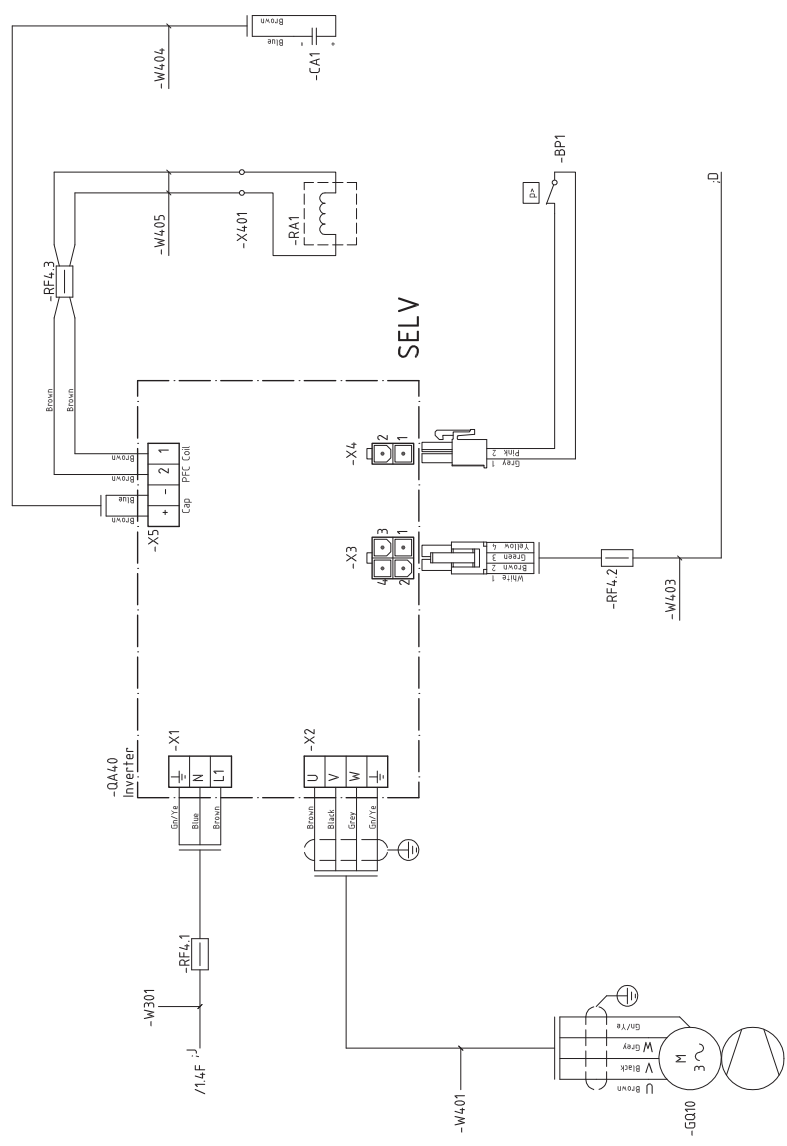 Brown
Blue
-
+
-CA1
-W404
-W405
-X401
-RA1
-RF4.3
Brown
Brown
SELV
p>
-BP1
;D
Brown
Brown
Blue
Brown
1
2
-
+
PFC Coil
Cap
-X5
-X4
2
1
Pink 2
Grey 1
-X3
3
1
4
2
Yellow 4
Green 3
Brown 2
White 1
-RF4.2
-W403
-QA40
Inverter
-X1
N
L1
Gn/Ye
Blue
Brown
-X2
U
V
W
Brown
Black
Grey
Gn/Ye
-RF4.1
-W301
/1.4F ;J
-W401
Gn/Ye
W Grey
V Black
U Brown
M
3~
-GQ10